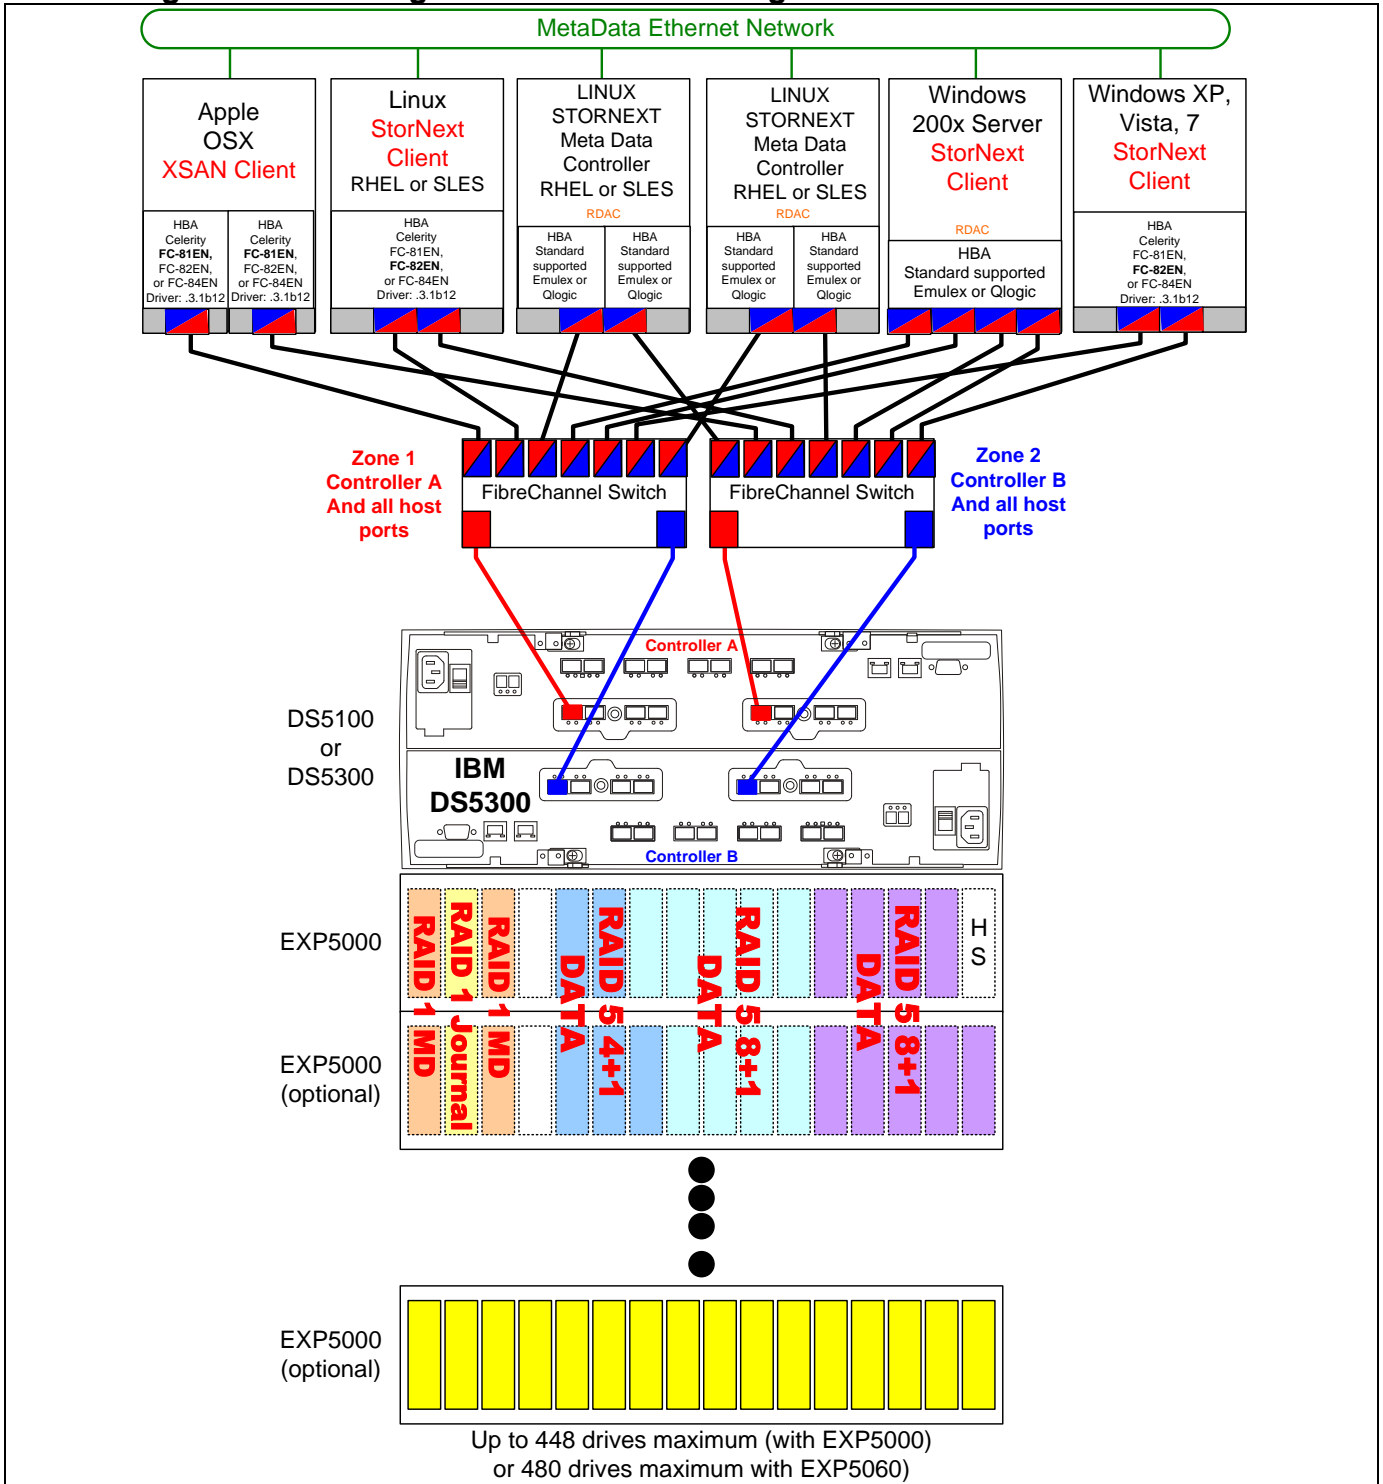 MetaData Ethernet Network
Apple
OSX
XSAN Client
HBA
Celerity
FC-81EN,
FC-82EN,
or FC-84EN
Driver: .3.1b12
HBA
Celerity
FC-81EN,
FC-82EN,
or FC-84EN
Driver: .3.1b12
Linux
StorNext
Client
RHEL or SLES
HBA
Celerity
FC-81EN,
FC-82EN,
or FC-84EN
Driver: .3.1b12
LINUX
STORNEXT
Meta Data
Controller
RHEL or SLES
RDAC
HBA
Standard
supported
Emulex or
Qlogic
HBA
Standard
supported
Emulex or
Qlogic
LINUX
STORNEXT
Meta Data
Controller
RHEL or SLES
RDAC
HBA
Standard
supported
Emulex or
Qlogic
HBA
Standard
supported
Emulex or
Qlogic
Windows
200x Server
StorNext
Client
RDAC
HBA
Standard supported
Emulex or Qlogic
Windows XP,
Vista, 7
StorNext
Client
HBA
Celerity
FC-81EN,
FC-82EN,
or FC-84EN
Driver: .3.1b12
Zone 1
Controller A
And all host
ports
FibreChannel Switch
FibreChannel Switch
Zone 2
Controller B
And all host
ports
Controller A
DS5100
or
DS5300
IBM
DS5300
Controller B
EXP5000
RAID 1 MD
RAID 1 Journal
RAID 1 MD
RAID 5 4+1
DATA
RAID 5 8+1
DATA
RAID 5 8+1
DATA
H
S
EXP5000
(optional)
EXP5000
(optional)
Up to 448 drives maximum (with EXP5000)
or 480 drives maximum with EXP5060)